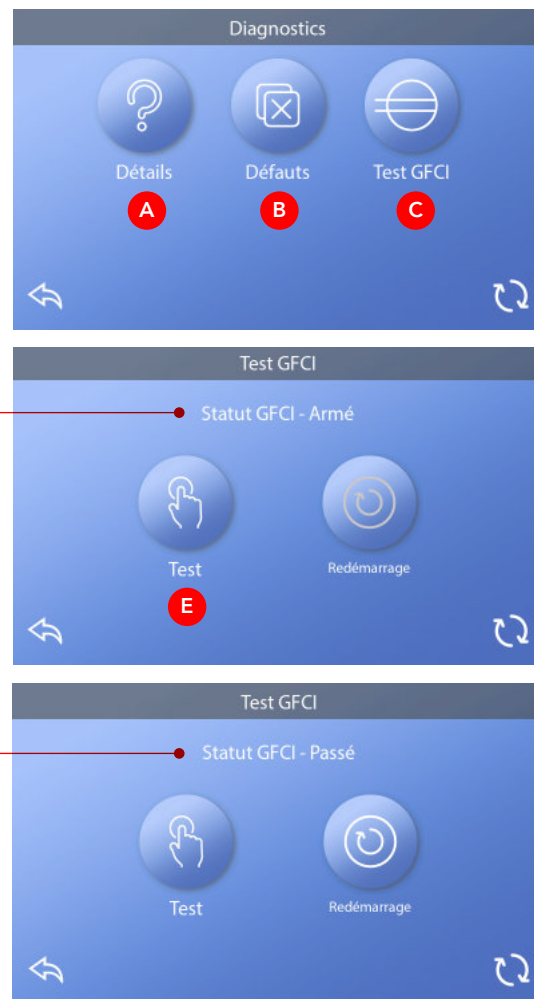 Diagnostics
Détails Défauts Test GFCI
A B C
Test GFCI
Statut GFCI - Armé
Test Redémarrage
E
Test GFCI
Statut GFCI - Passé
Test Redémarrage